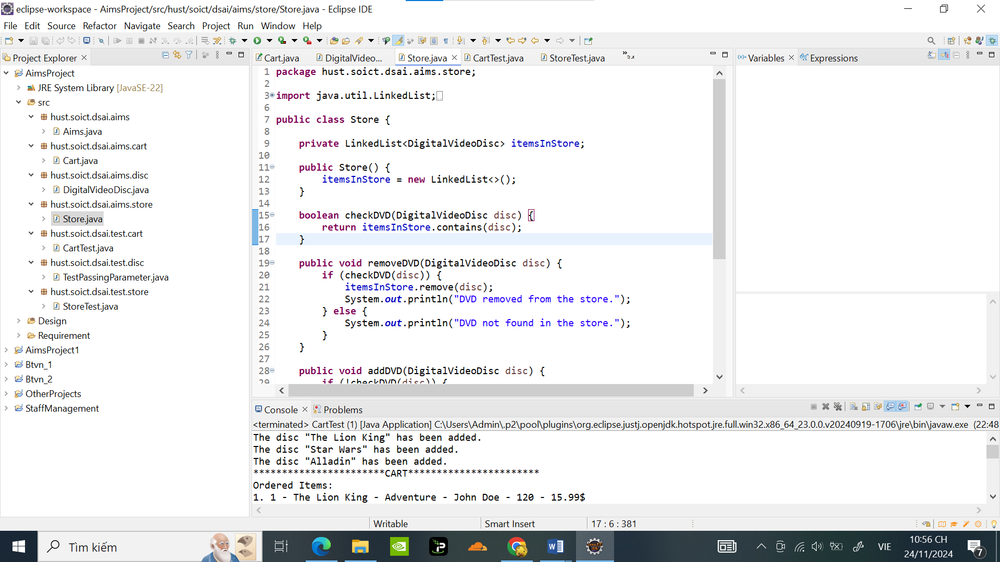 eclipse-workspace - AimsProject/src/hust/soict/dsai/aims/store/Store.java - Eclipse IDE
File Edit Source Refactor Navigate Search Project Run Window Help
Project Explorer
AimsProject
JRE System Library [JavaSE-22]
src
hust.soict.dsai.aims
Aims.java
hust.soict.dsai.aims.cart
Cart.java
hust.soict.dsai.aims.disc
DigitalVideoDisc.java
hust.soict.dsai.aims.store
Store.java
hust.soict.dsai.test.cart
CartTest.java
hust.soict.dsai.test.disc
TestPassingParameter.java
hust.soict.dsai.test.store
StoreTest.java
Design
Requirement
AimsProject1
Btvn_1
Btvn_2
OtherProjects
StaffManagement
Cart.java DigitalVideo... Store.java CartTest.java StoreTest.java
1 package hust.soict.dsai.aims.store;
2
3 import java.util.LinkedList;
6
7 public class Store {
8
9 private LinkedList<DigitalVideoDisc> itemsInStore;
10
11 public Store() {
12 itemsInStore = new LinkedList<>();
13 }
14
15 boolean checkDVD(DigitalVideoDisc disc) {
16 return itemsInStore.contains(disc);
17 }
18
19 public void removeDVD(DigitalVideoDisc disc) {
20 if (checkDVD(disc)) {
21 itemsInStore.remove(disc);
22 System.out.println("DVD removed from the store.");
23 } else {
24 System.out.println("DVD not found in the store.");
25 }
26 }
27
28 public void addDVD(DigitalVideoDisc disc) {
29 if (!checkDVD(disc)) {
Variables Expressions
Console Problems
<terminated> CartTest (1) [Java Application] C:\Users\Admin\.p2\pool\plugins\org.eclipse.justj.openjdk.hotspot.jre.full.win32.x86_64_23.0.0.v20240919-1706\jre\bin\javaw.exe (22:48
The disc "The Lion King" has been added.
The disc "Star Wars" has been added.
The disc "Alladin" has been added.
***********************CART***********************
Ordered Items:
1. 1 - The Lion King - Adventure - John Doe - 120 - 15.99$
Writable Smart Insert 17 : 6 : 381
Tìm kiếm
VIE
10:56 CH
24/11/2024
7